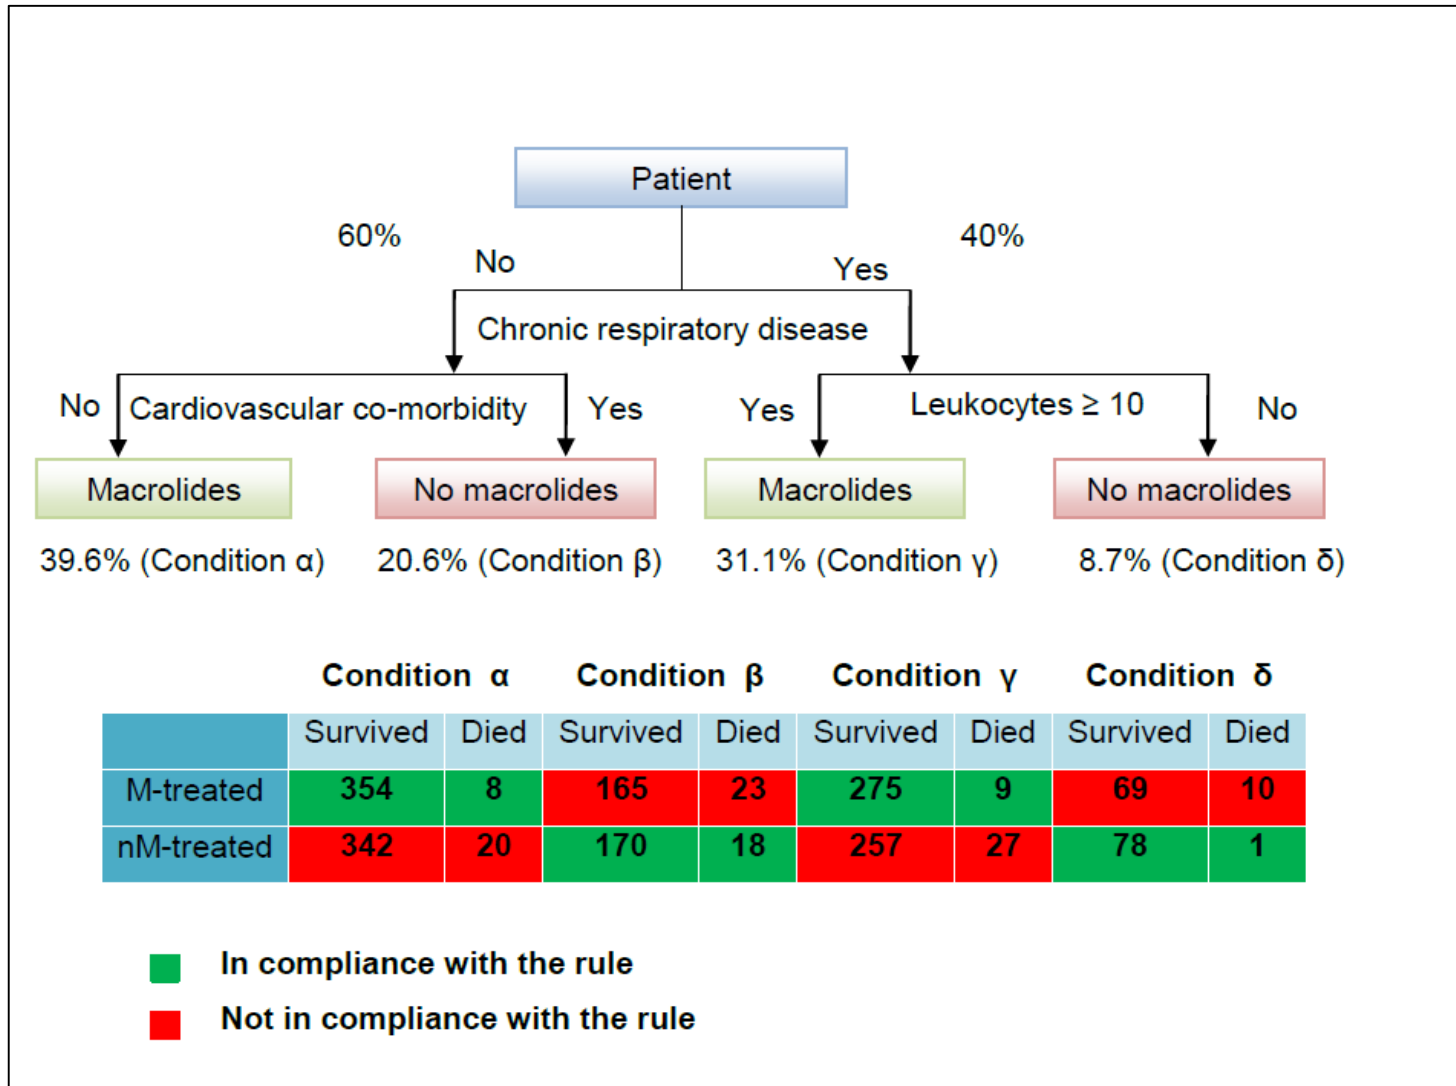 Patient
60% 40%
No Yes
Chronic respiratory disease
No Cardiovascular co-morbidity Yes Yes Leukocytes ≥ 10 No
Macrolides No macrolides Macrolides No macrolides
39.6% (Condition α) 20.6% (Condition β) 31.1% (Condition γ) 8.7% (Condition δ)
Condition α Condition β Condition γ Condition δ
Survived Died Survived Died Survived Died Survived Died
M-treated 354 8 165 23 275 9 69 10
nM-treated 342 20 170 18 257 27 78 1
In compliance with the rule
Not in compliance with the rule